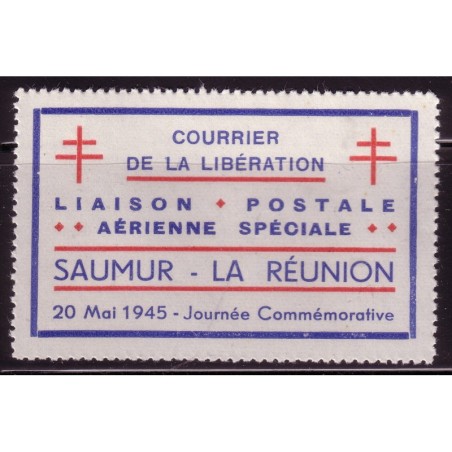 COURRIER
DE LA LIBÉRATION
LIAISON POSTALE
AÉRIENNE SPÉCIALE
SAUMUR - LA RÉUNION
20 Mai 1945 - Journée Commémorative